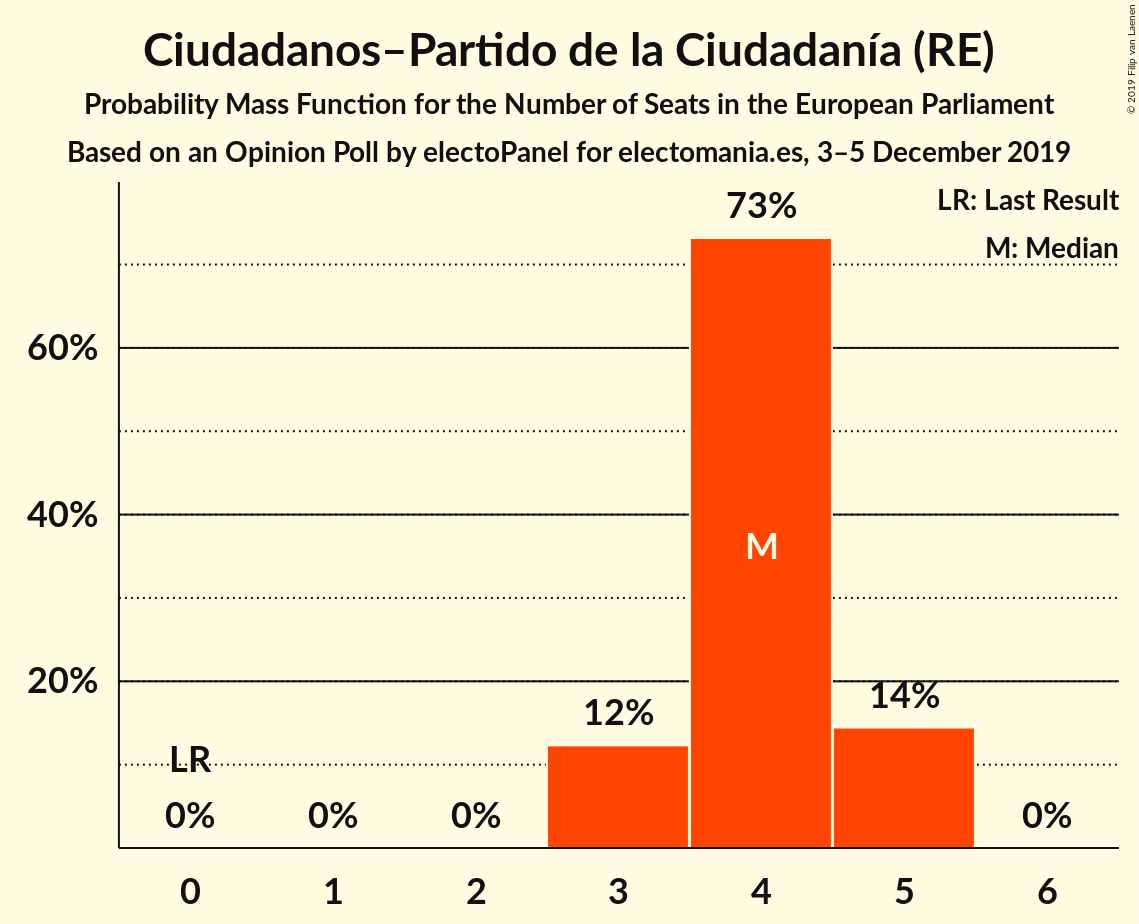 Ciudadanos–Partido de la Ciudadanía (RE)
Probability Mass Function for the Number of Seats in the European Parliament
Based on an Opinion Poll by electoPanel for electomania.es, 3–5 December 2019
© 2019 Filip van Laenen
LR: Last Result
M: Median
73%
60%
40%
M
20%
14%
12%
LR
0% 0% 0% 0%
0 1 2 3 4 5 6